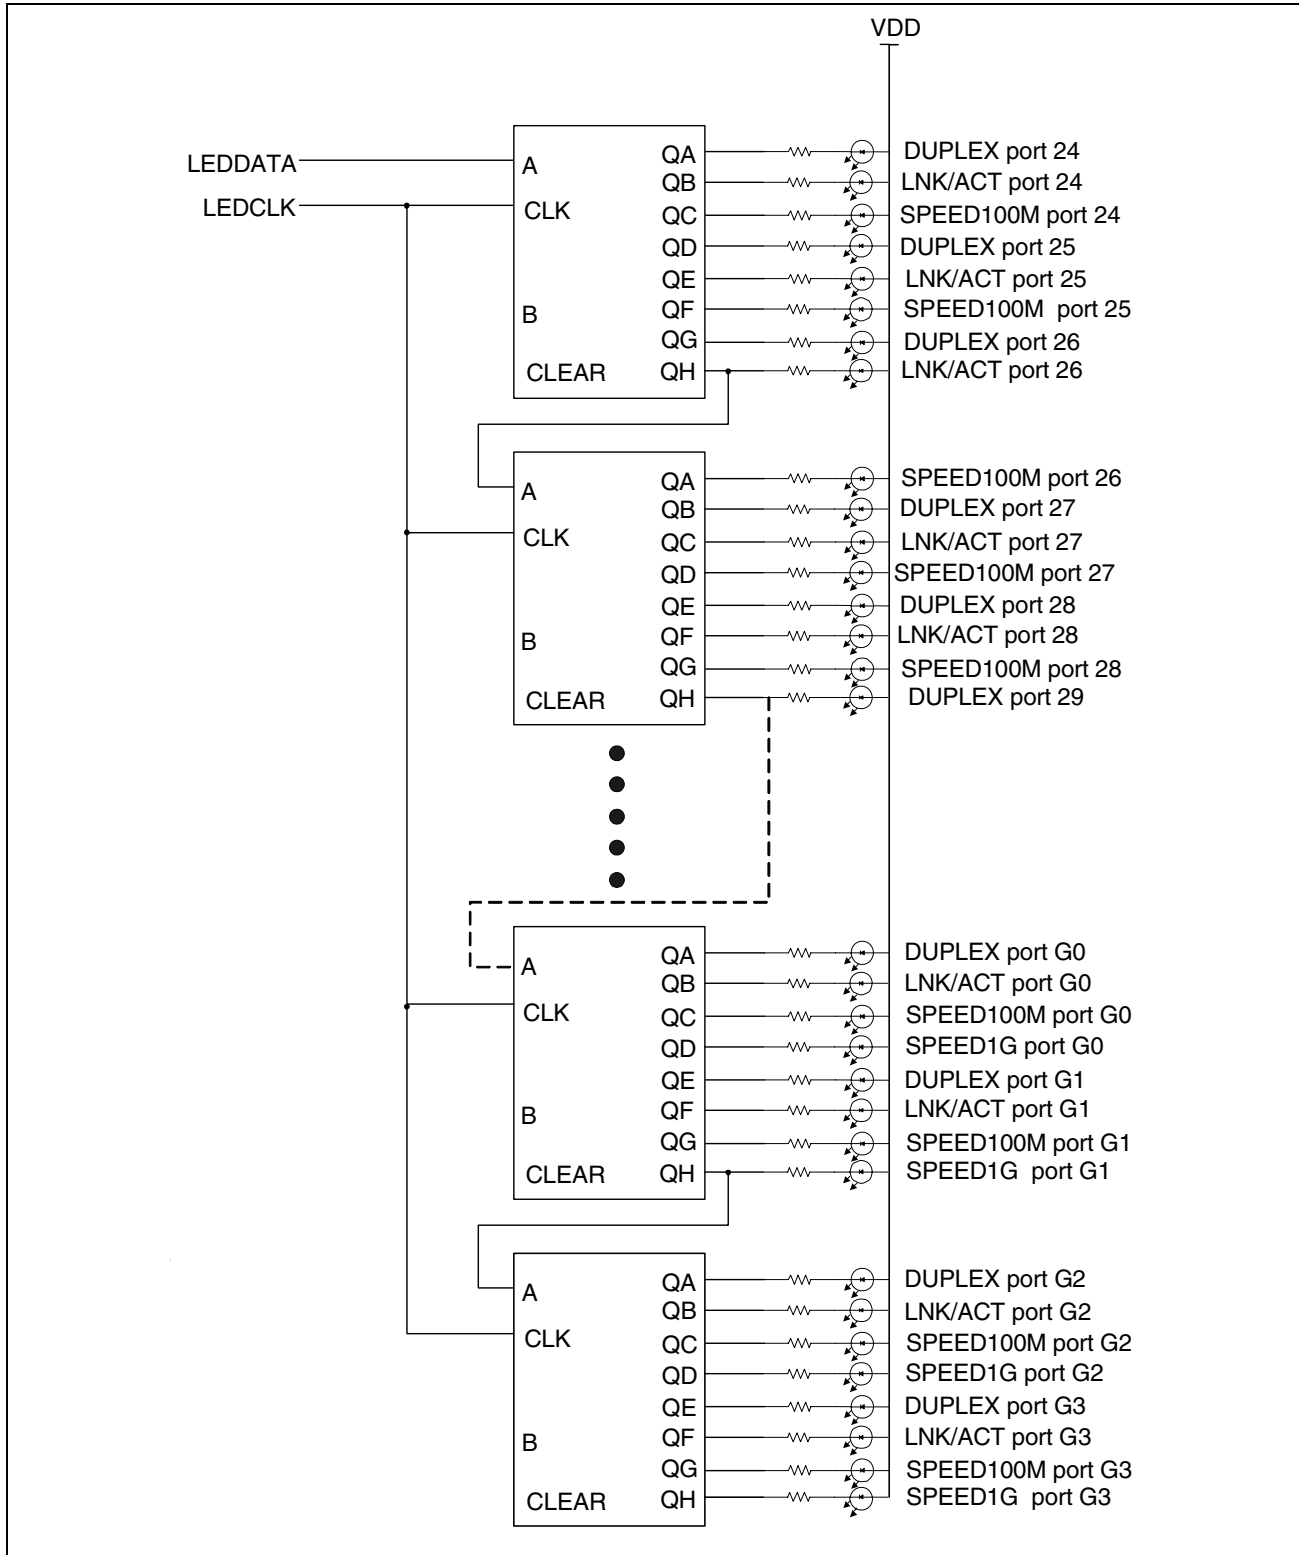 VDD
LEDDATA
LEDCLK
A
CLK
B
CLEAR
QA DUPLEX port 24
QB LNK/ACT port 24
QC SPEED100M port 24
QD DUPLEX port 25
QE LNK/ACT port 25
QF SPEED100M port 25
QG DUPLEX port 26
QH LNK/ACT port 26
A
CLK
B
CLEAR
QA SPEED100M port 26
QB DUPLEX port 27
QC LNK/ACT port 27
QD SPEED100M port 27
QE DUPLEX port 28
QF LNK/ACT port 28
QG SPEED100M port 28
QH DUPLEX port 29
A
CLK
B
CLEAR
QA DUPLEX port G0
QB LNK/ACT port G0
QC SPEED100M port G0
QD SPEED1G port G0
QE DUPLEX port G1
QF LNK/ACT port G1
QG SPEED100M port G1
QH SPEED1G port G1
A
CLK
B
CLEAR
QA DUPLEX port G2
QB LNK/ACT port G2
QC SPEED100M port G2
QD SPEED1G port G2
QE DUPLEX port G3
QF LNK/ACT port G3
QG SPEED100M port G3
QH SPEED1G port G3